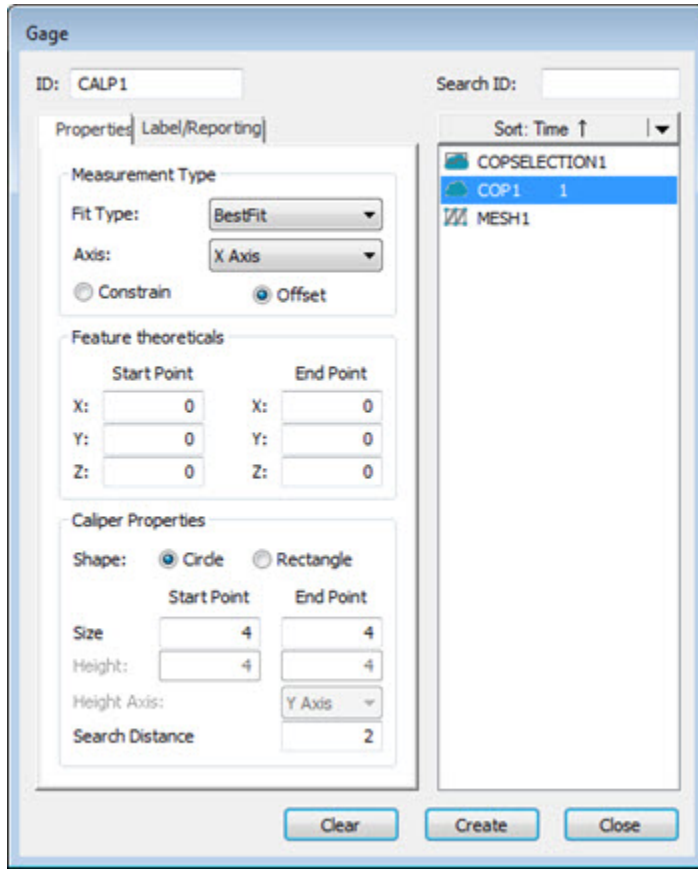 Gage
ID: CALP1 Search ID:
Properties Label/Reporting Sort: Time ↑
Measurement Type
Fit Type: BestFit
Axis: X Axis
Constrain Offset
Feature theoreticals
Start Point End Point
X: 0 X: 0
Y: 0 Y: 0
Z: 0 Z: 0
Caliper Properties
Shape: Circle Rectangle
Start Point End Point
Size 4 4
Height: 4 4
Height Axis: Y Axis
Search Distance 2
COPSELECTION1
COP1 1
MESH1
Clear Create Close